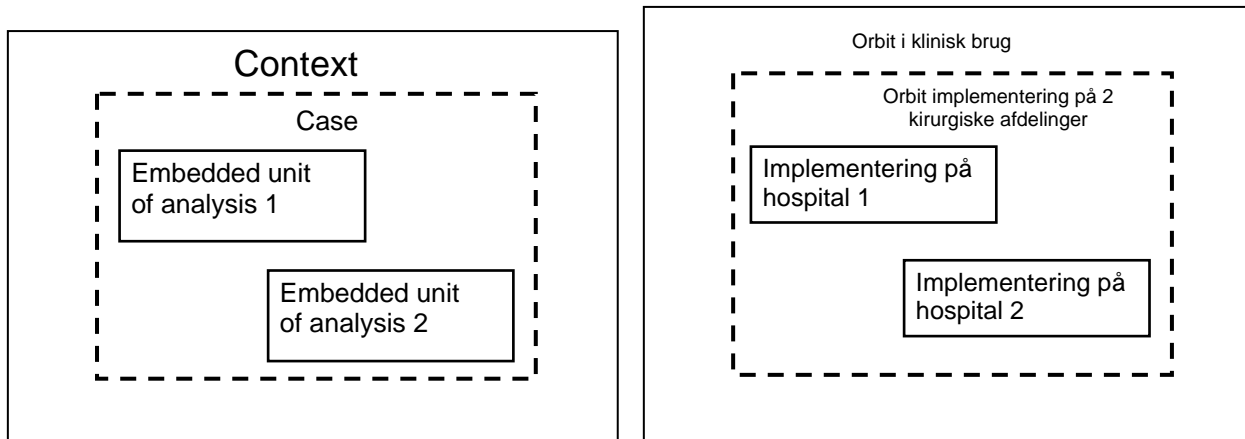 Context
Case
Embedded unit
of analysis 1
Embedded unit
of analysis 2
Orbit i klinisk brug
Orbit implementering på 2
kirurgiske afdelinger
Implementering på
hospital 1
Implementering på
hospital 2